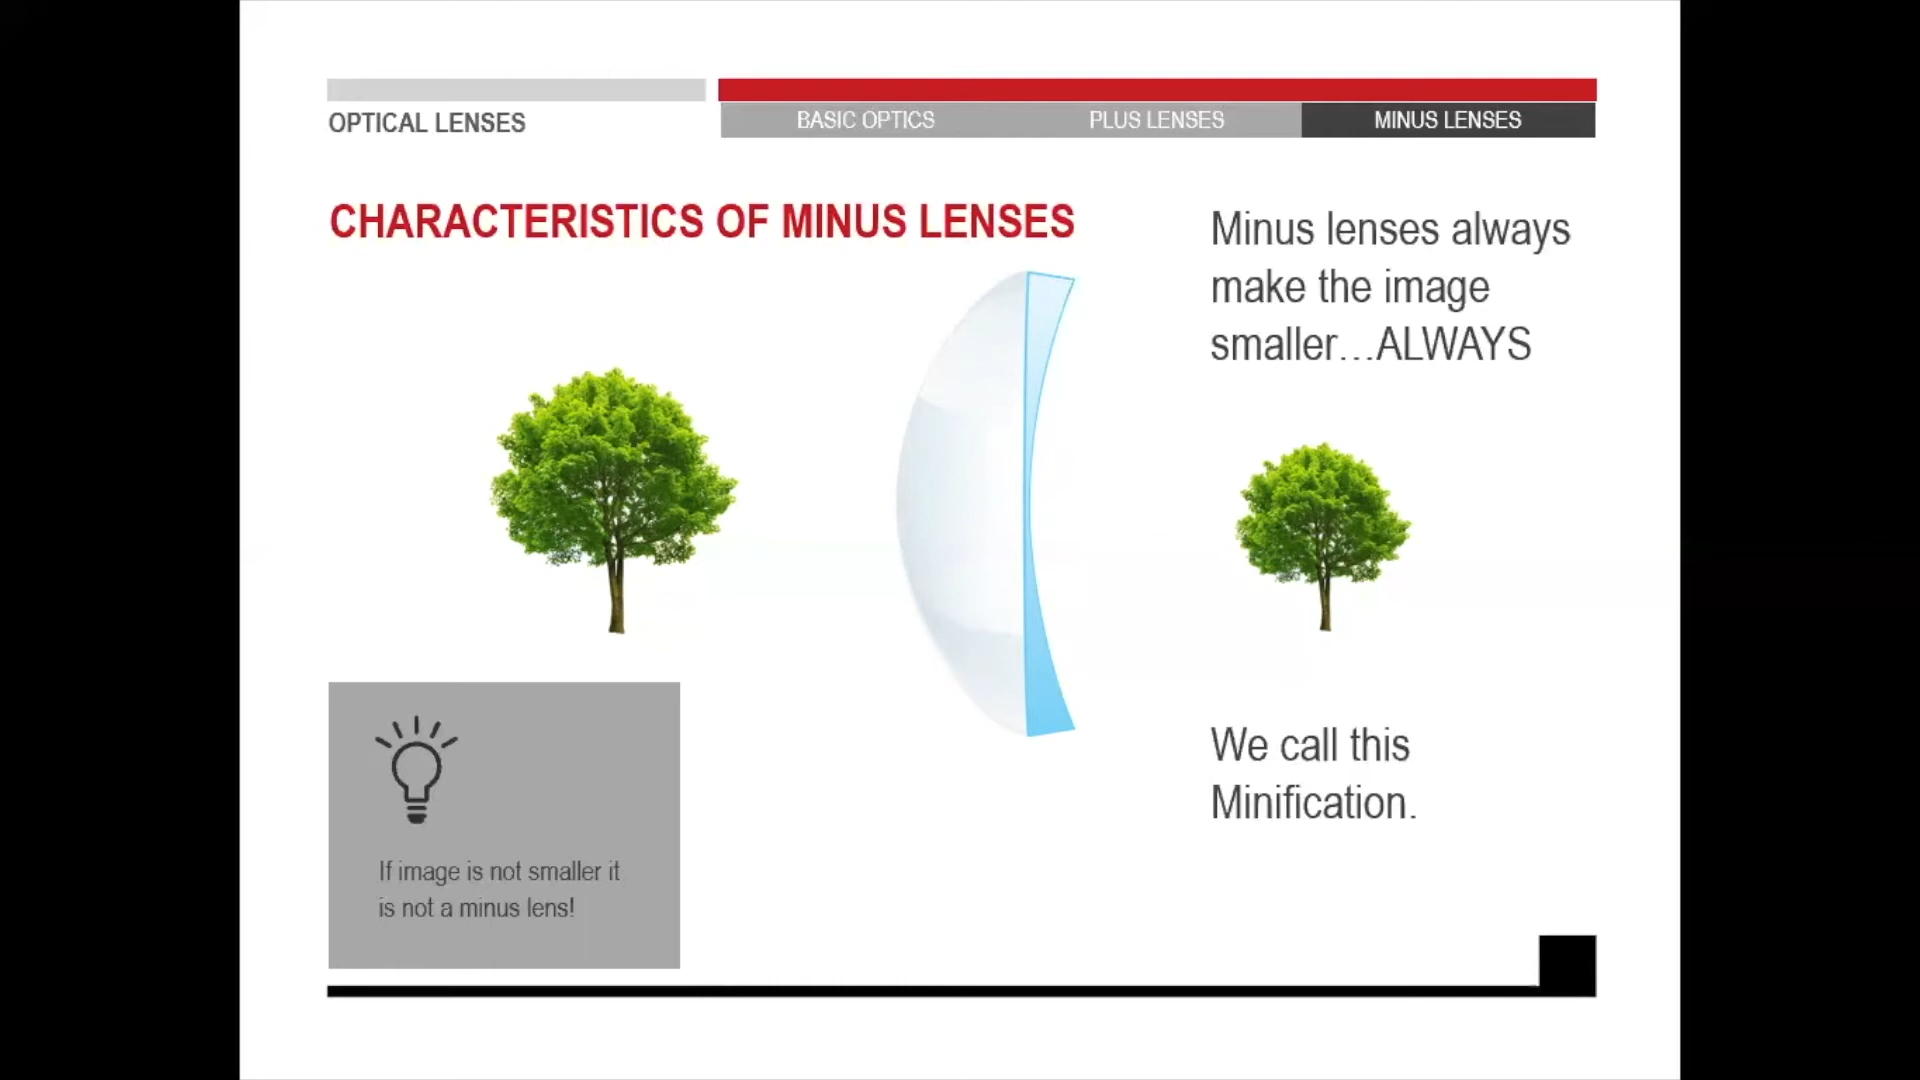 OPTICAL LENSES
BASIC OPTICS
PLUS LENSES
MINUS LENSES
CHARACTERISTICS OF MINUS LENSES
Minus lenses always
make the image
smaller…ALWAYS
We call this
Minification.
If image is not smaller it
is not a minus lens!